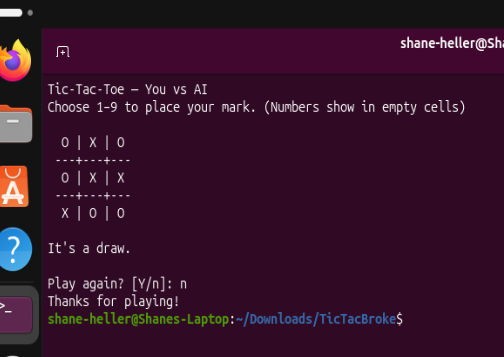 shane-heller@Sha
Tic-Tac-Toe — You vs AI
Choose 1–9 to place your mark. (Numbers show in empty cells)
O | X | O
---+---+---
O | X | X
---+---+---
X | O | O
It's a draw.
Play again? [Y/n]: n
Thanks for playing!
shane-heller@Shanes-Laptop:~/Downloads/TicTacBroke$